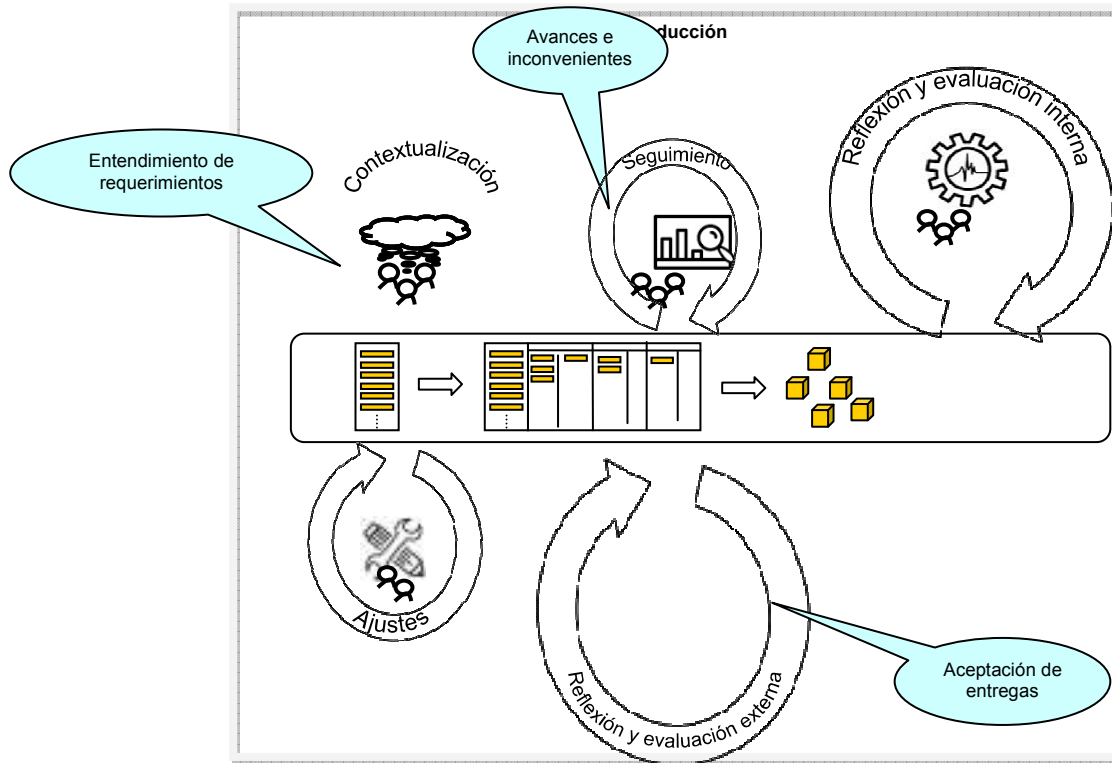 ducción
Avances e
inconvenientes
Entendimiento de
requerimientos
Contextualización
Seguimiento
Reflexión y evaluación interna
Ajustes
Reflexión y evaluación externa
Aceptación de
entregas